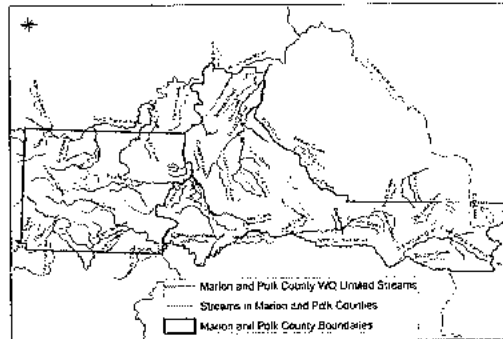 Marion and Polk County WQ Limited Streams
Streams in Marion and Polk Counties
Marion and Polk County Boundaries